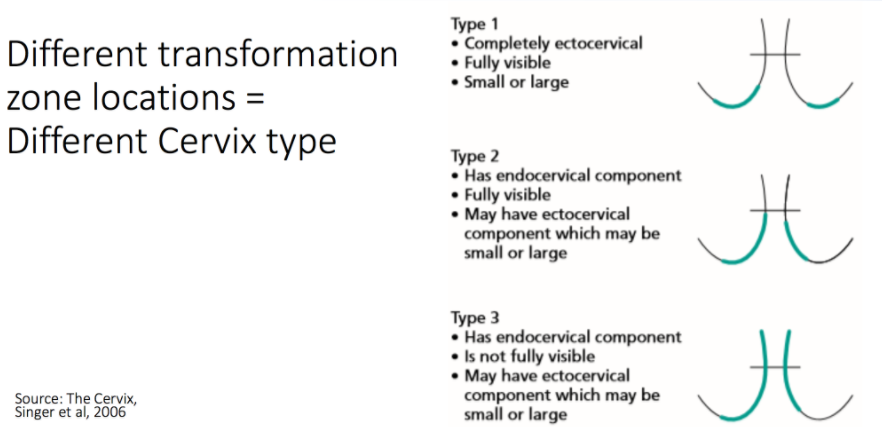 Different transformation
zone locations =
Different Cervix type
Source: The Cervix,
Singer et al, 2006
Type 1
• Completely ectocervical
• Fully visible
• Small or large
Type 2
• Has endocervical component
• Fully visible
• May have ectocervical
component which may be
small or large
Type 3
• Has endocervical component
• Is not fully visible
• May have ectocervical
component which may be
small or large